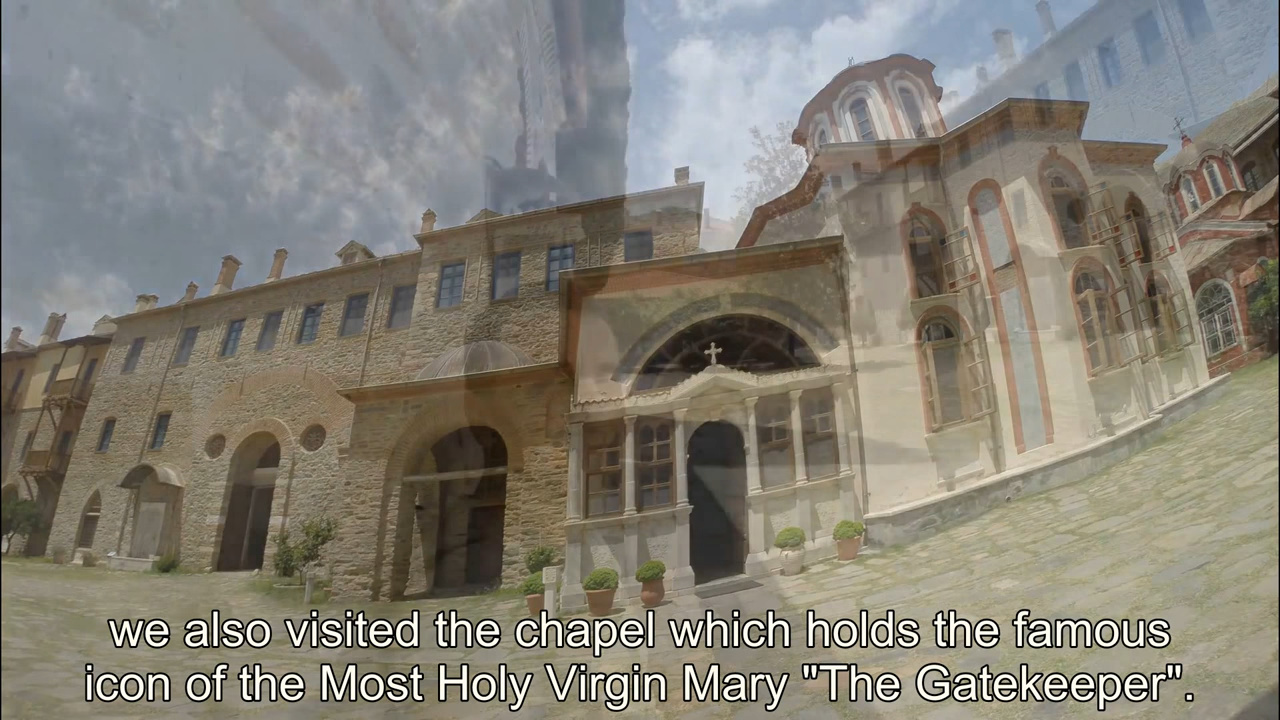 we also visited the chapel which holds the famous
icon of the Most Holy Virgin Mary "The Gatekeeper".